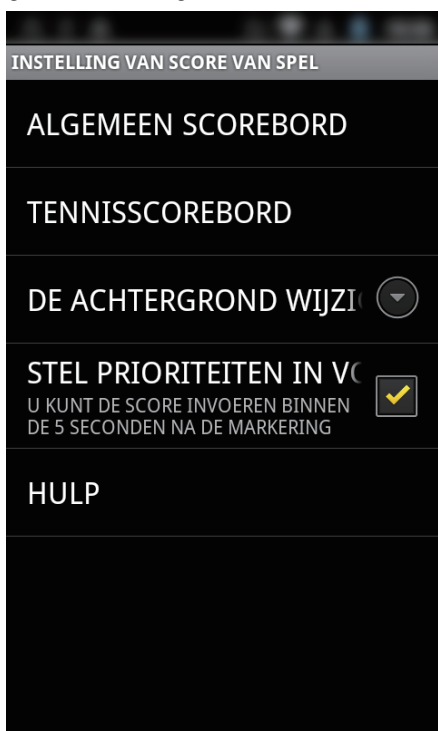 INSTELLING VAN SCORE VAN SPEL
ALGEMEEN SCOREBORD
TENNISSCOREBORD
DE ACHTERGROND WIJZI
STEL PRIORITEITEN IN VO
U KUNT DE SCORE INVOEREN BINNEN
DE 5 SECONDEN NA DE MARKERING
HULP